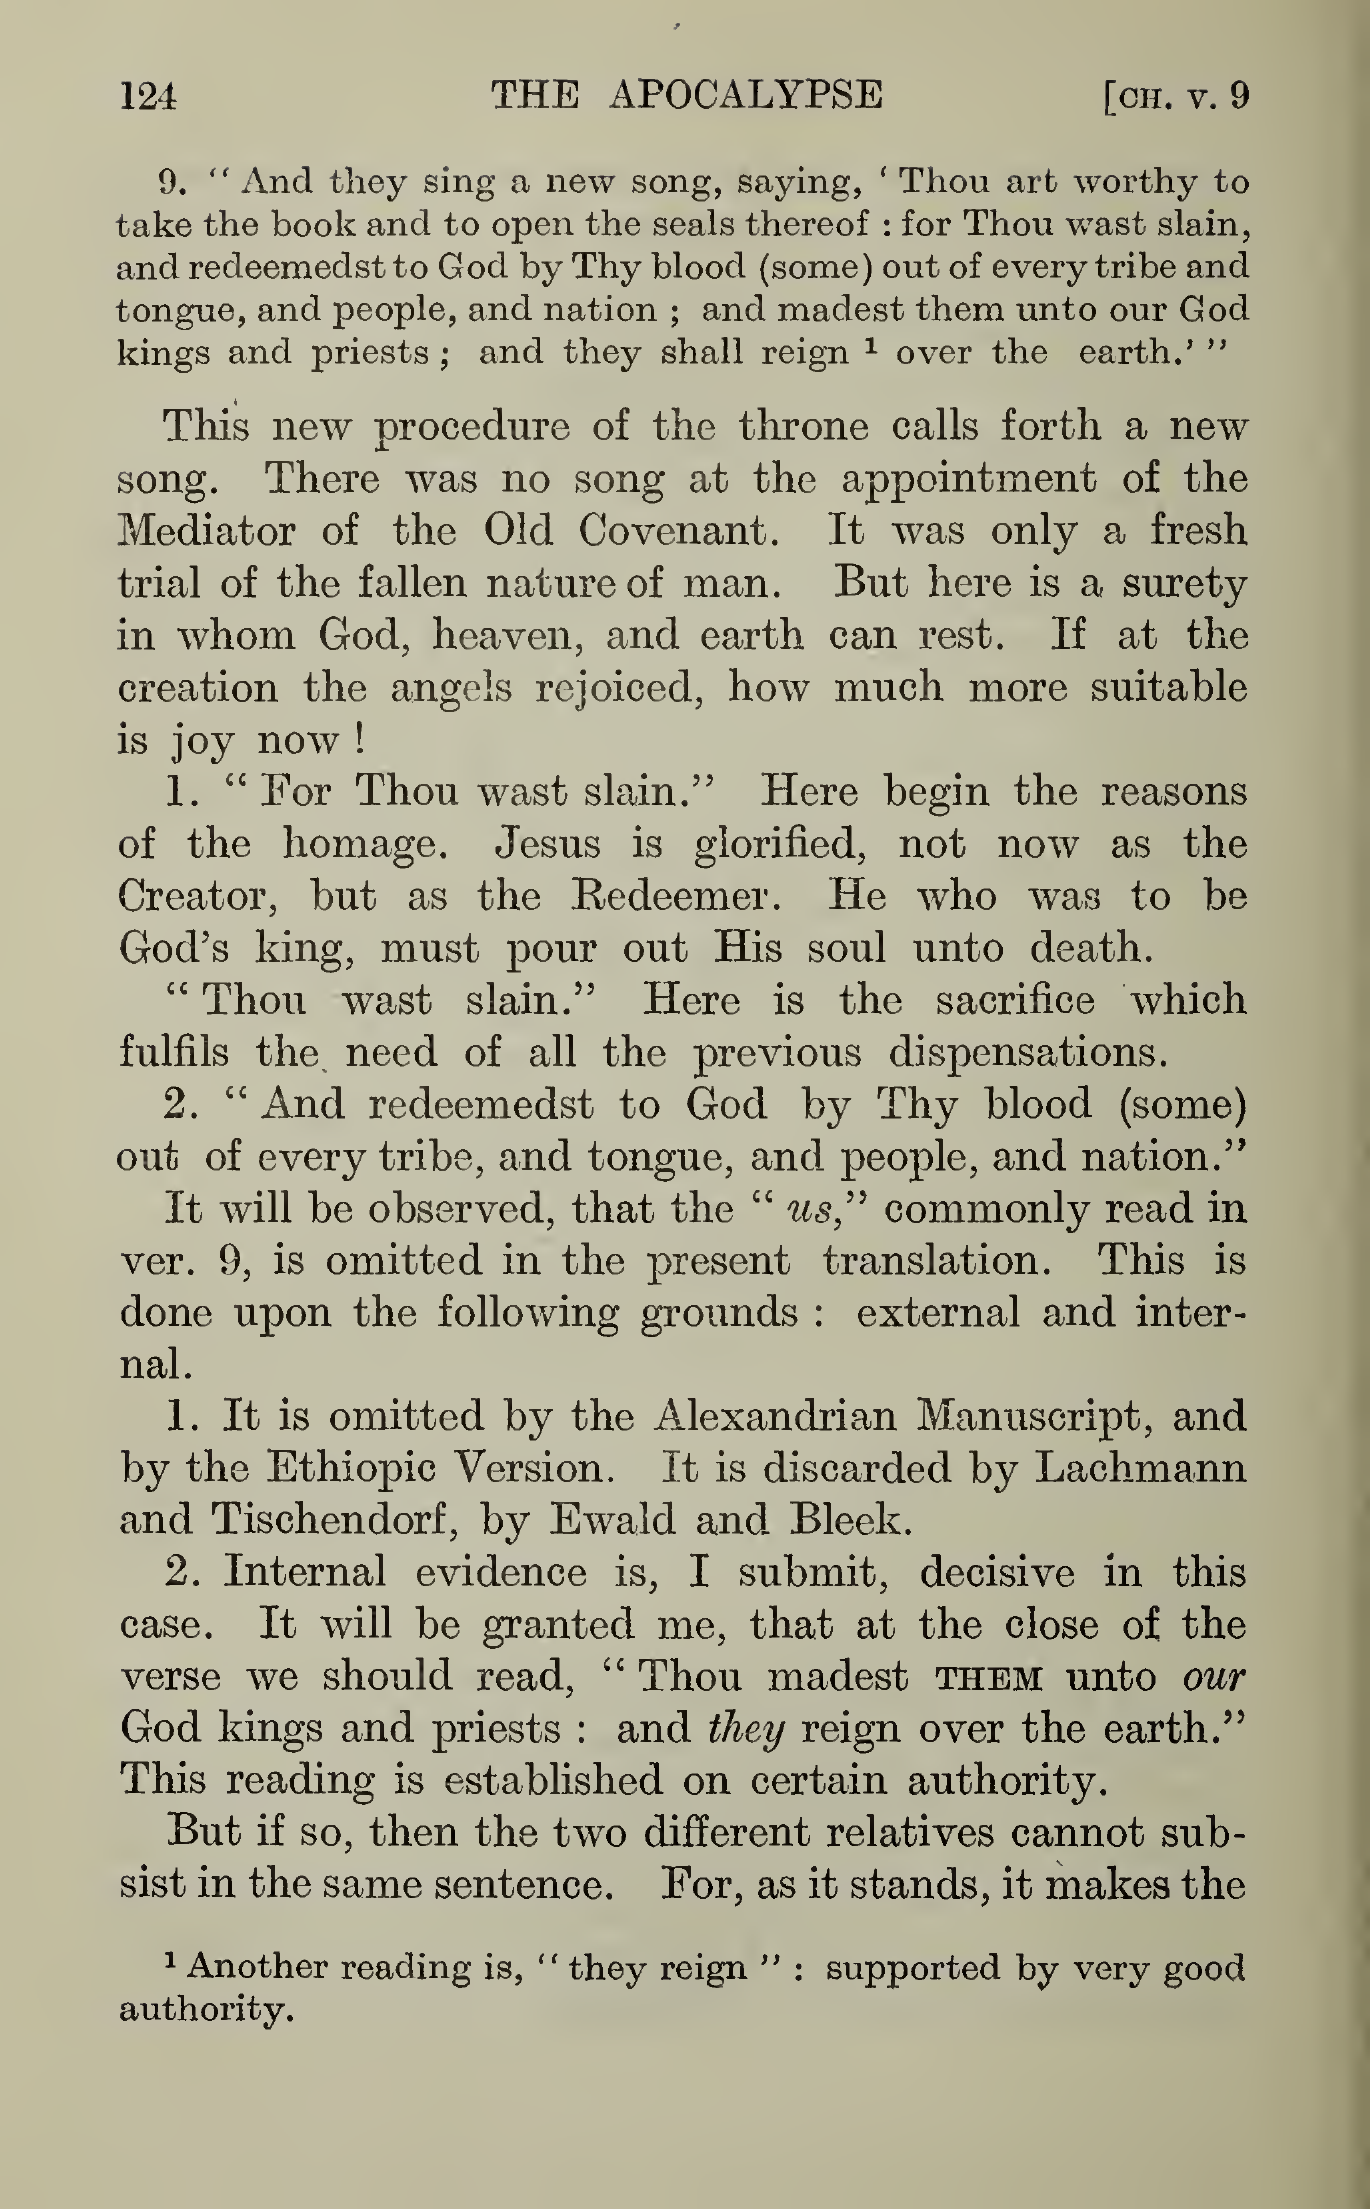 124 THE APOCALYPSE [CH. V. 9
9. “And they sing a new song, saying, ‘Thou art worthy to
take the book and to open the seals thereof : for Thou wast slain,
and redeemedst to God by Thy blood (some) out of every tribe and
tongue, and people, and nation ; and madest them unto our God
kings and priests ; and they shall reign ¹ over the earth.’ ”
This new procedure of the throne calls forth a new
song. There was no song at the appointment of the
Mediator of the Old Covenant. It was only a fresh
trial of the fallen nature of man. But here is a surety
in whom God, heaven, and earth can rest. If at the
creation the angels rejoiced, how much more suitable
is joy now !
1. “ For Thou wast slain.” Here begin the reasons
of the homage. Jesus is glorified, not now as the
Creator, but as the Redeemer. He who was to be
God’s king, must pour out His soul unto death.
“ Thou wast slain.” Here is the sacrifice which
fulfils the need of all the previous dispensations.
2. “ And redeemedst to God by Thy blood (some)
out of every tribe, and tongue, and people, and nation.”
It will be observed, that the “ us,” commonly read in
ver. 9, is omitted in the present translation. This is
done upon the following grounds : external and inter-
nal.
1. It is omitted by the Alexandrian Manuscript, and
by the Ethiopic Version. It is discarded by Lachmann
and Tischendorf, by Ewald and Bleek.
2. Internal evidence is, I submit, decisive in this
case. It will be granted me, that at the close of the
verse we should read, “ Thou madest THEM unto our
God kings and priests : and they reign over the earth.”
This reading is established on certain authority.
But if so, then the two different relatives cannot sub-
sist in the same sentence. For, as it stands, it makes the
¹ Another reading is, “ they reign ” : supported by very good
authority.